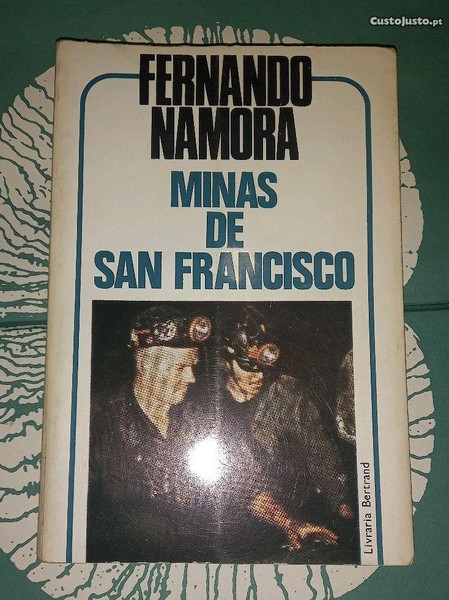 CustoJusto.pt
FERNANDO
NAMORA
MINAS
DE
SAN FRANCISCO
Livraria Bertrand